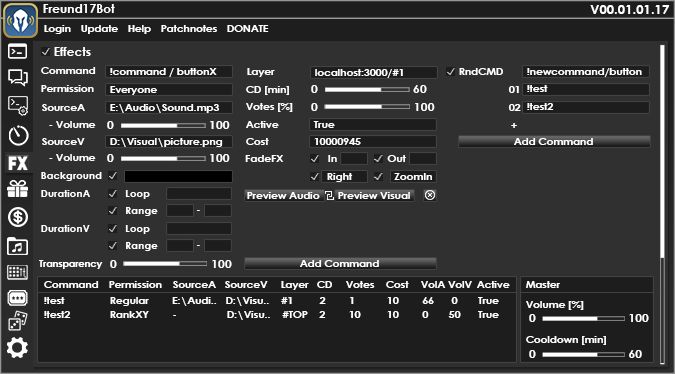 Freund17Bot V00.01.01.17
Login Update Help Patchnotes DONATE
Effects
Command !command / buttonX
Permission Everyone
SourceA E:\Audio\Sound.mp3
- Volume 0 100
SourceV D:\Visual\picture.png
- Volume 0 100
Background
DurationA Loop
Range -
DurationV Loop
Range -
Transparency 0 100
Layer localhost:3000/#1
CD [min] 0 60
Votes [%] 0 100
Active True
Cost 10000945
FadeFX In Out
Right ZoomIn
Preview Audio Preview Visual
Add Command
RndCMD !newcommand/button
01 !test
02 !test2
+
Add Command
FX
Command Permission SourceA SourceV Layer CD Votes Cost VolA VolV Active
!test Regular E:\Audi.. D:\Visu.. #1 2 1 10 66 0 True
!test2 RankXY - D:\Visu.. #TOP 2 10 10 0 50 True
Master
Volume [%]
0 100
Cooldown [min]
0 60